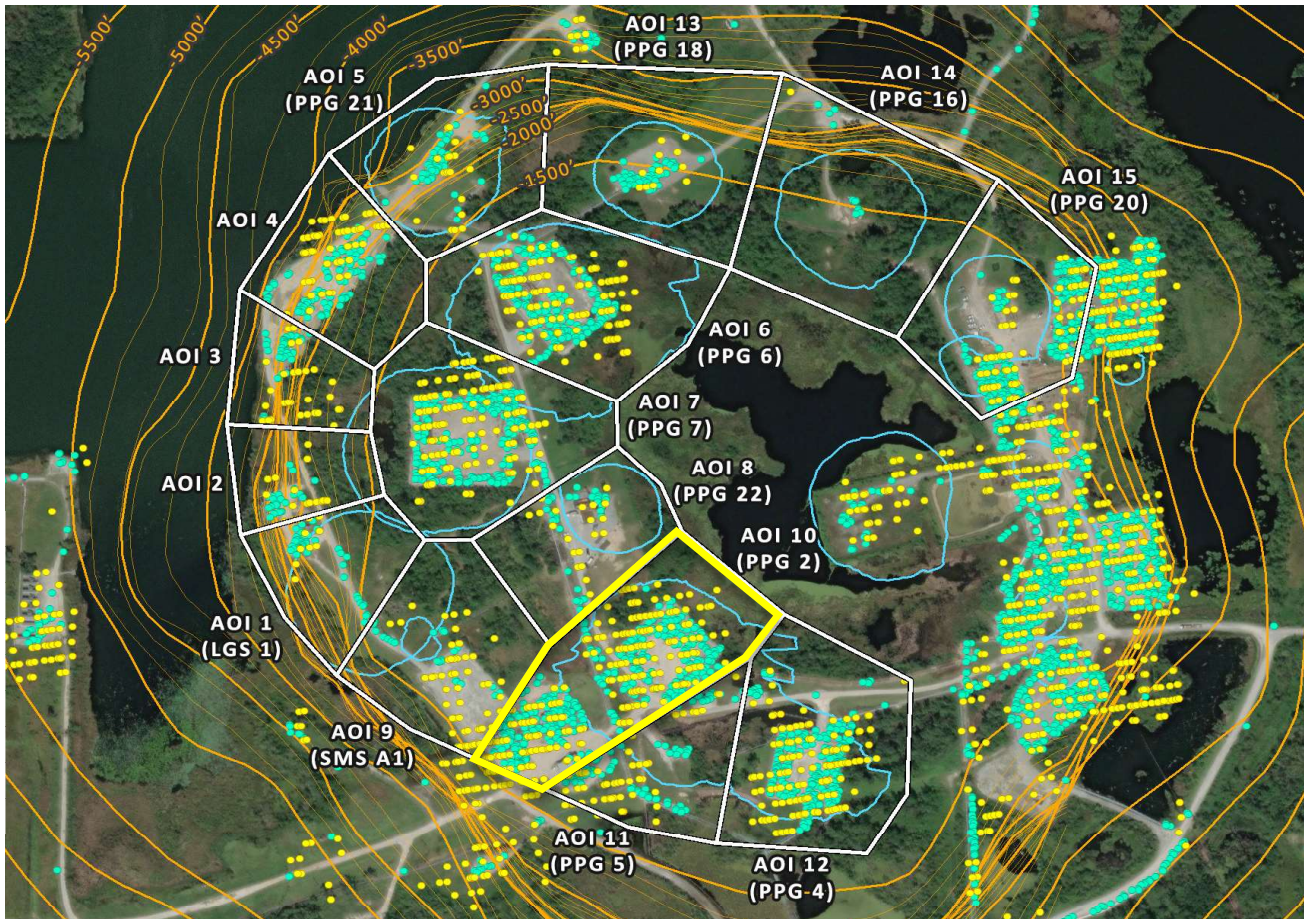 -5500'
-5000'
-4500'
-4000'
-3500'
-3000'
-2500'
-2000'
-1500'
AOI 13
(PPG 18)
AOI 5
(PPG 21)
AOI 14
(PPG 16)
AOI 15
(PPG 20)
AOI 4
AOI 6
(PPG 6)
AOI 3
AOI 7
(PPG 7)
AOI 8
(PPG 22)
AOI 2
AOI 10
(PPG 2)
AOI 1
(LGS 1)
AOI 9
(SMS A1)
AOI 11
(PPG 5)
AOI 12
(PPG 4)